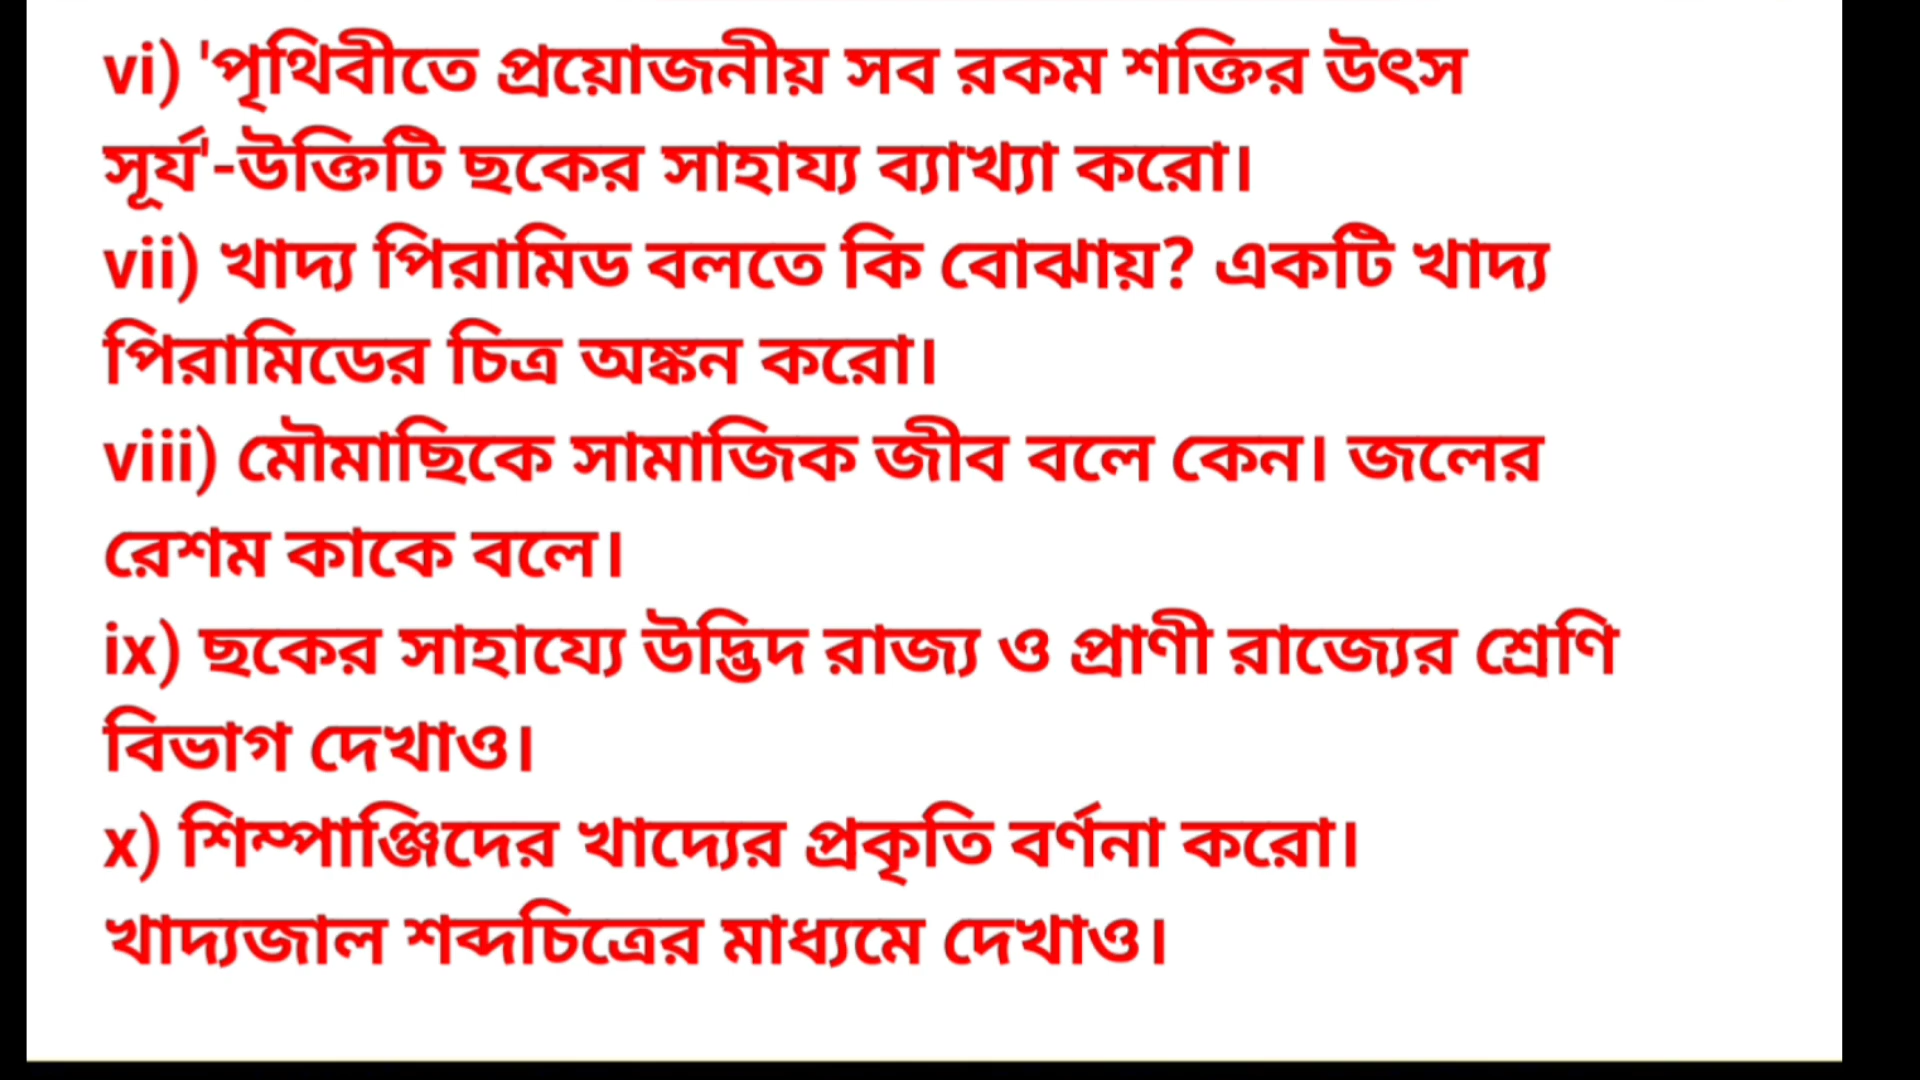 vi) 'পৃথিবীতে প্রয়োজনীয় সব রকম শক্তির উৎস
সূর্য'-উক্তিটি ছকের সাহায্য ব্যাখ্যা করো।
vii) খাদ্য পিরামিড বলতে কি বোঝায়? একটি খাদ্য
পিরামিডের চিত্র অঙ্কন করো।
viii) মৌমাছিকে সামাজিক জীব বলে কেন। জলের
রেশম কাকে বলে।
ix) ছকের সাহায্যে উদ্ভিদ রাজ্য ও প্রাণী রাজ্যের শ্রেণি
বিভাগ দেখাও।
x) শিম্পাঞ্জিদের খাদ্যের প্রকৃতি বর্ণনা করো।
খাদ্যজাল শব্দচিত্রের মাধ্যমে দেখাও।